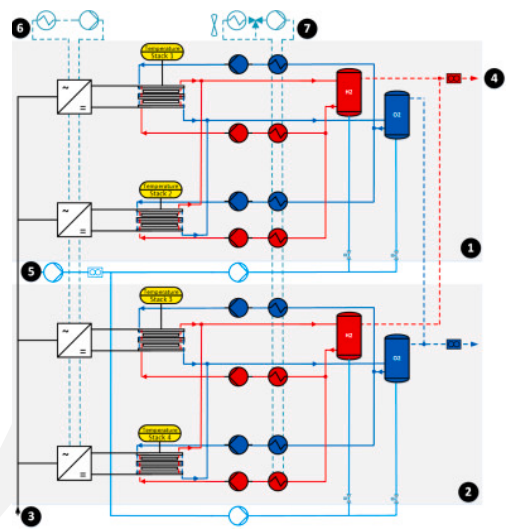 6
7
Temperature
Stack 1
H2
4
O2
Temperature
Stack 2
1
5
Temperature
Stack 3
H2
O2
Temperature
Stack 4
2
3